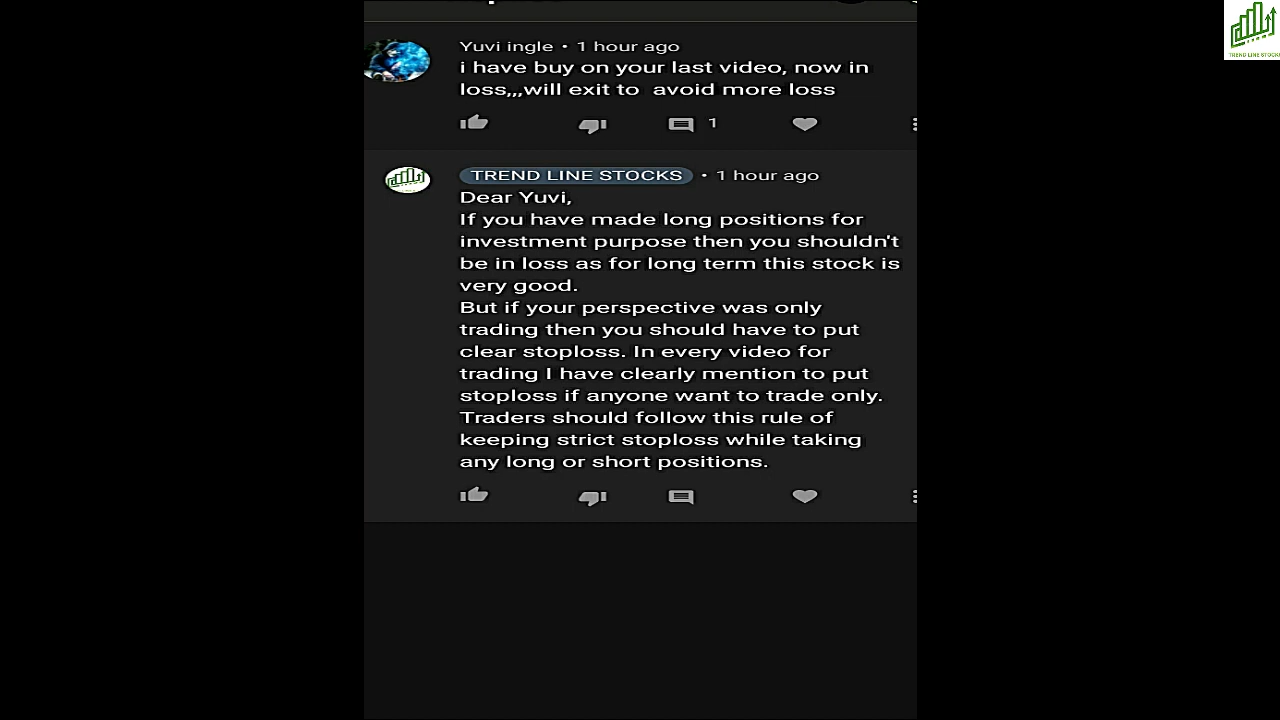 Yuvi ingle • 1 hour ago
i have buy on your last video, now in
loss,,,will exit to avoid more loss
1
TREND LINE STOCKS • 1 hour ago
Dear Yuvi,
If you have made long positions for
investment purpose then you shouldn't
be in loss as for long term this stock is
very good.
But if your perspective was only
trading then you should have to put
clear stoploss. In every video for
trading I have clearly mention to put
stoploss if anyone want to trade only.
Traders should follow this rule of
keeping strict stoploss while taking
any long or short positions.
TREND LINE STOCKS